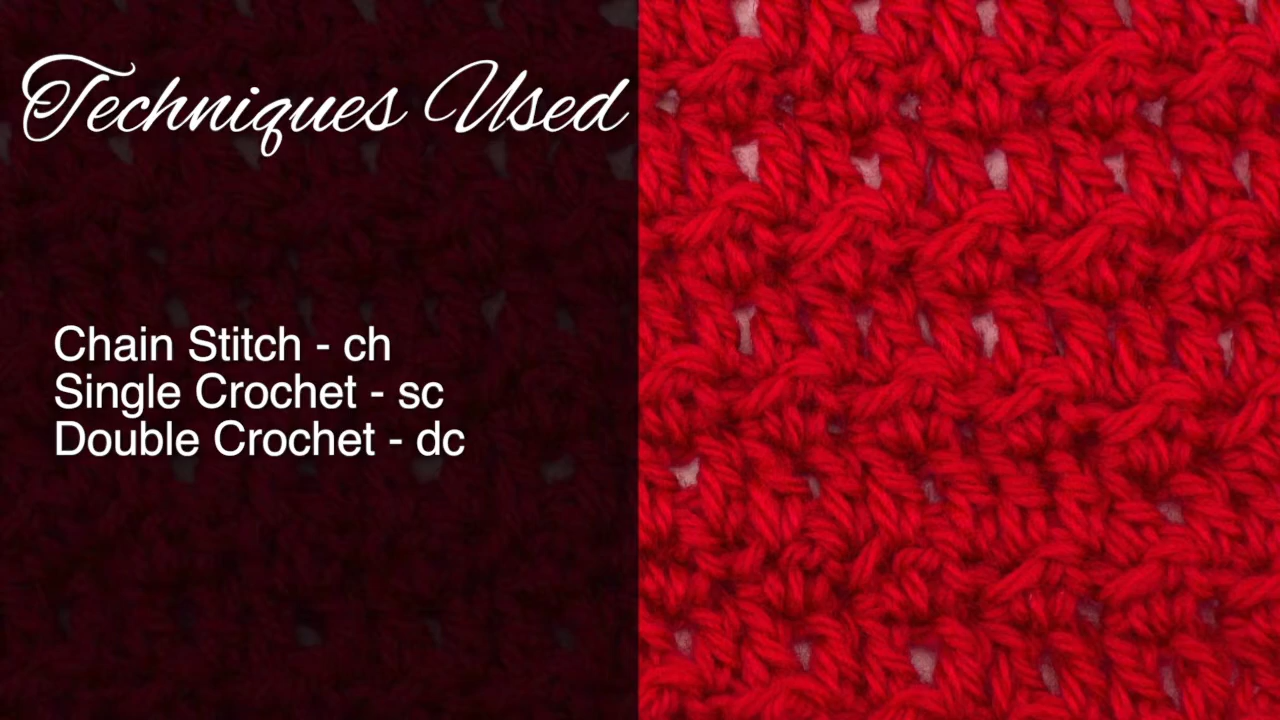 Techniques Used
Chain Stitch - ch
Single Crochet - sc
Double Crochet - dc